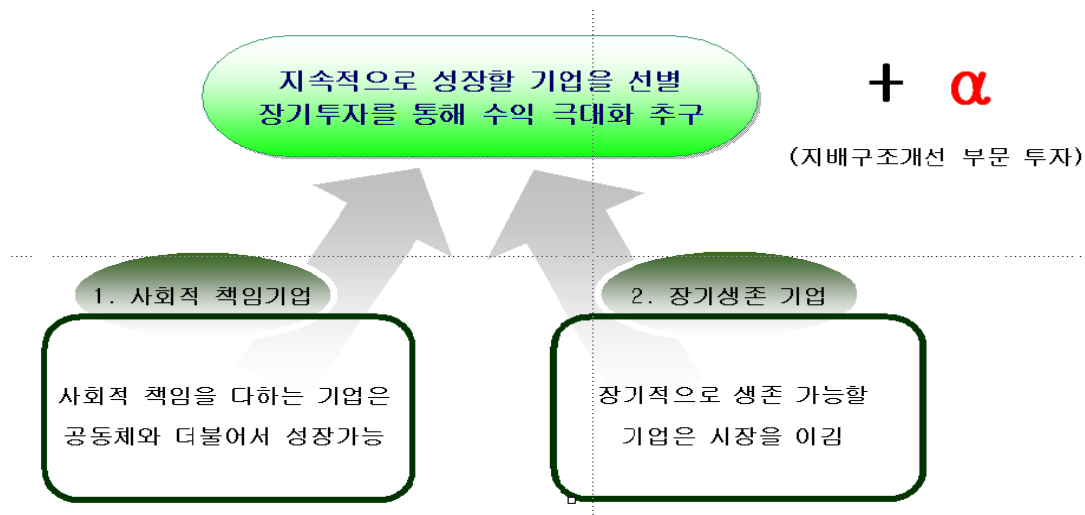 지속적으로 성장할 기업을 선별
장기투자를 통해 수익 극대화 추구
+ α
(지배구조개선 부문 투자)
1. 사회적 책임기업
사회적 책임을 다하는 기업은
공동체와 더불어서 성장가능
2. 장기생존 기업
장기적으로 생존 가능할
기업은 시장을 이김